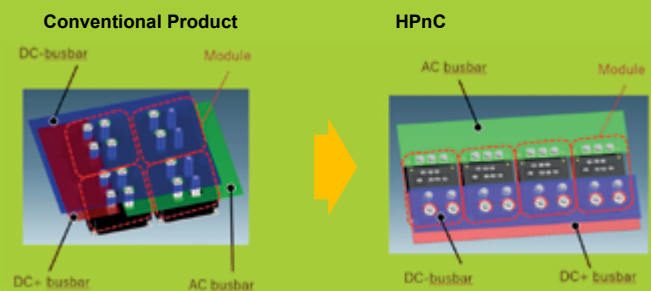 Conventional Product
HPnC
DC-busbar
Module
DC+ busbar
AC busbar
AC busbar
Module
DC-busbar
DC+ busbar